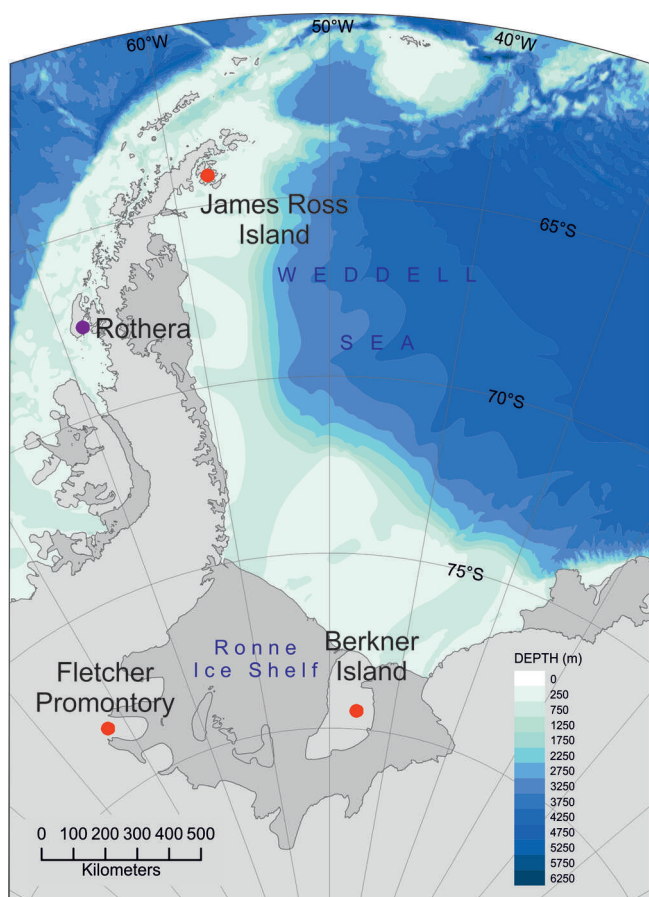 60°W
50°W
40°W
James Ross
Island
65°S
WEDDELL
SEA
Rothera
70°S
75°S
Ronne
Ice Shelf
Berkner
Island
Fletcher
Promontory
DEPTH (m)
0
250
750
1250
1750
2250
2750
3250
3750
4250
4750
5250
5750
6250
0 100 200 300 400 500
Kilometers